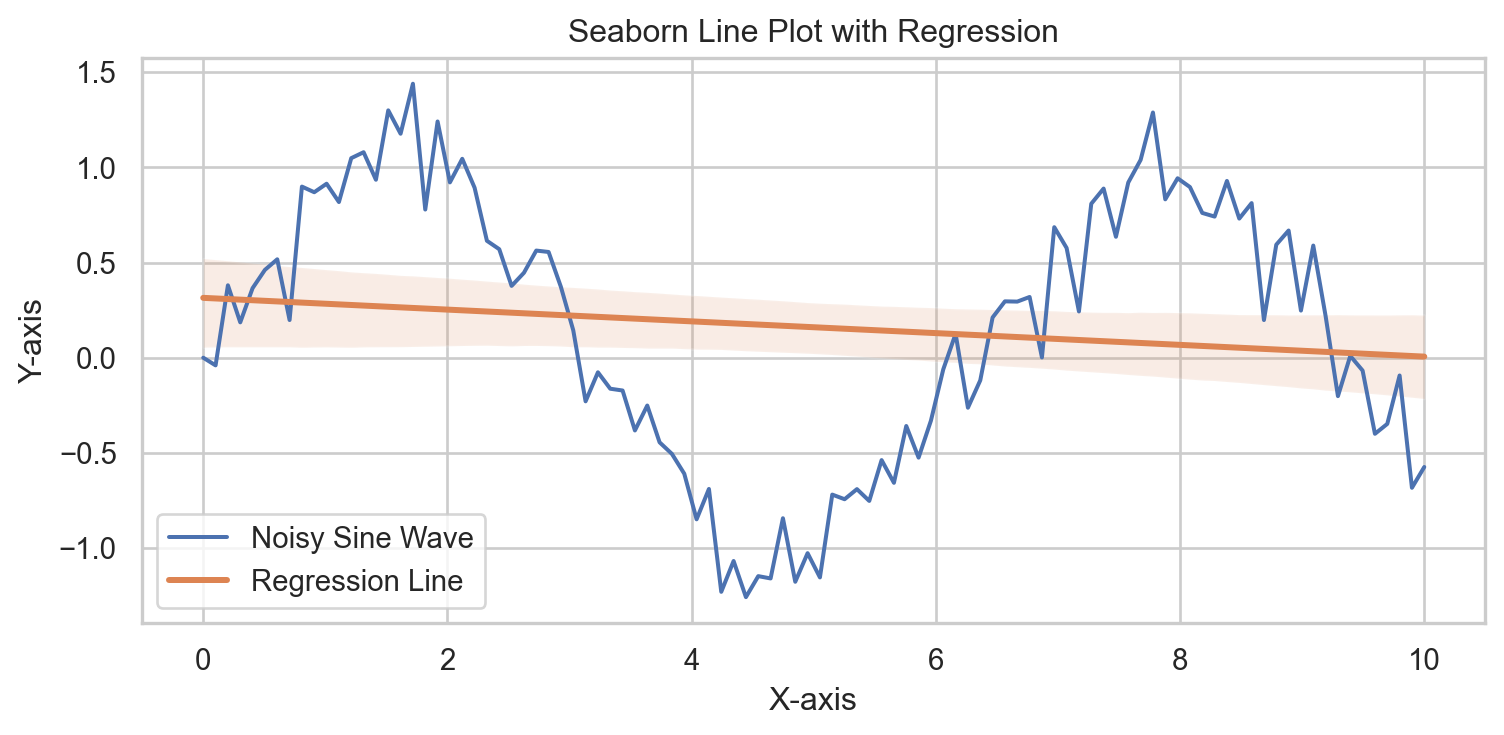 Seaborn Line Plot with Regression
1.5
1.0
0.5
0.0
−0.5
−1.0
Y-axis
Noisy Sine Wave
Regression Line
0 2 4 6 8 10
X-axis